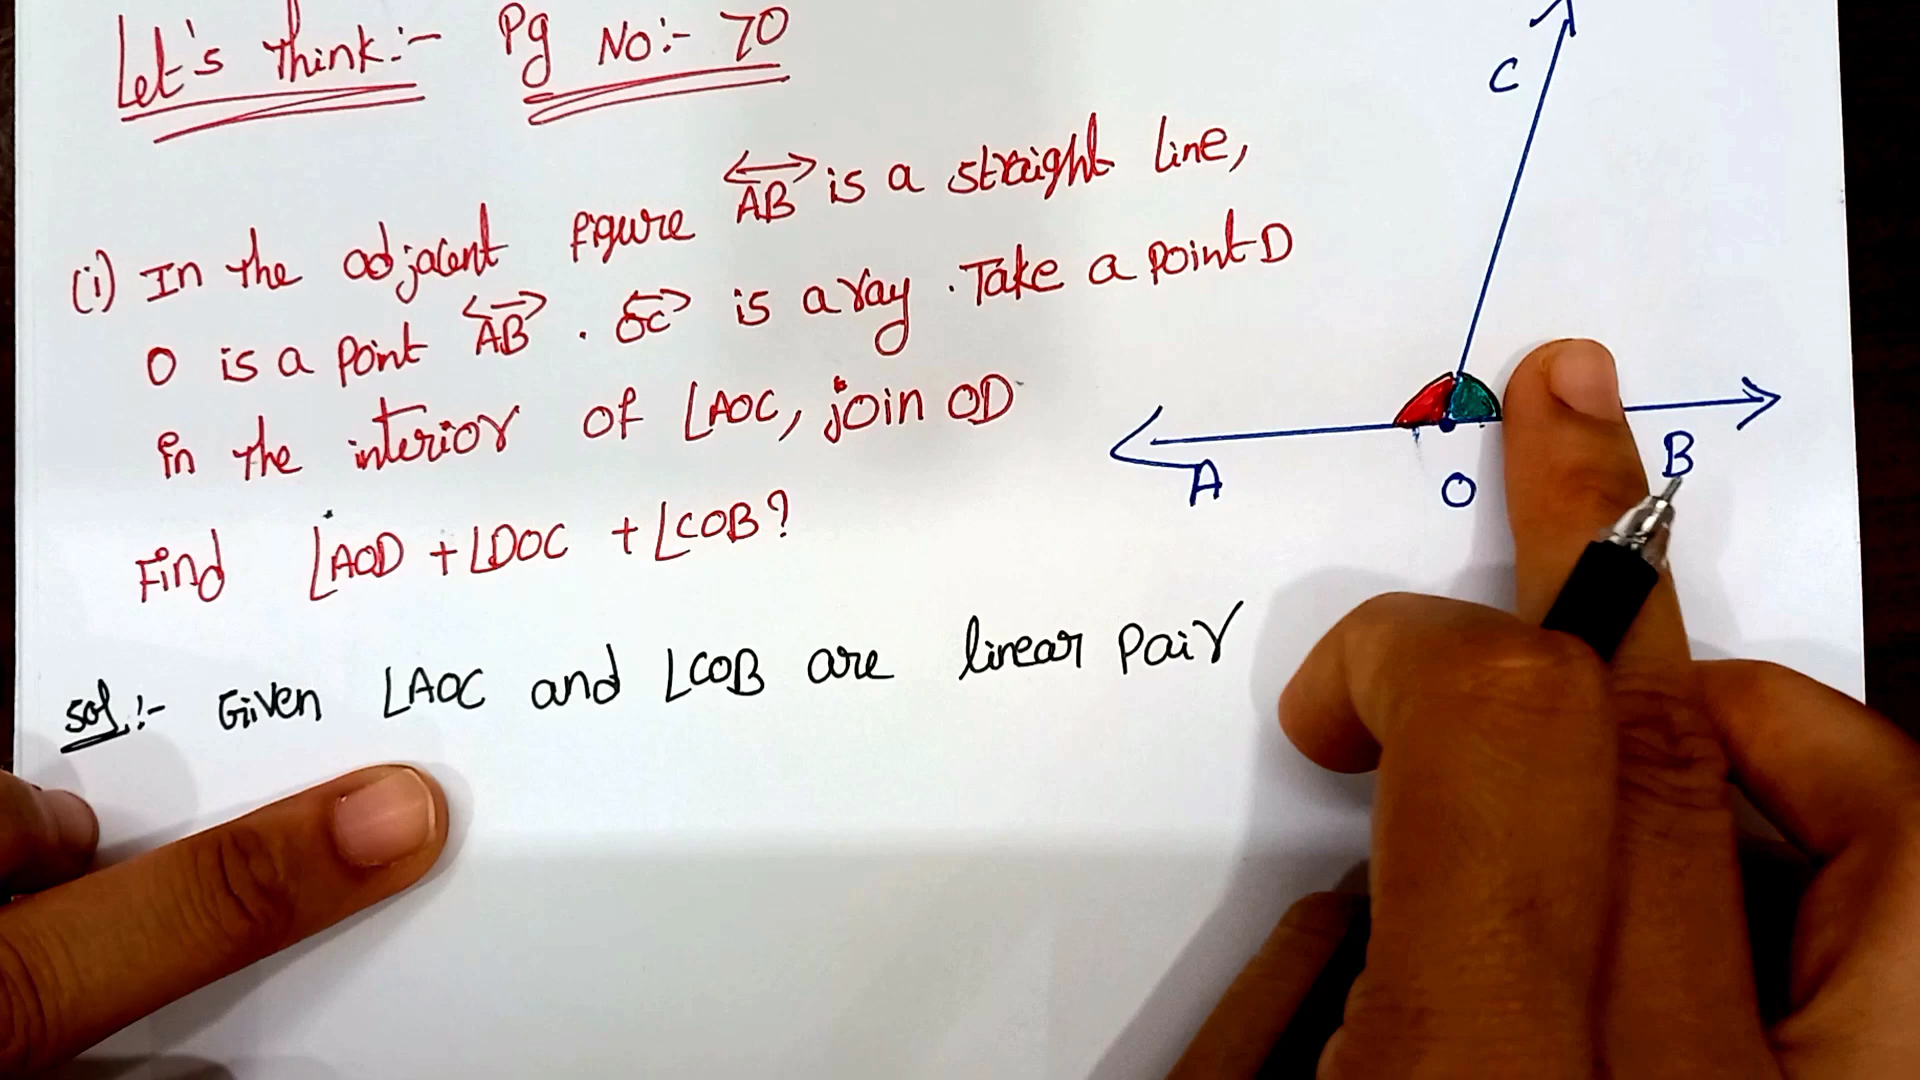 Let's Think:- Pg No:- 70
(i) In the adjacent figure AB is a straight line,
O is a point AB. OC is a ray. Take a point D
in the interior of ∠AOC, join OD
Find ∠AOD + ∠DOC + ∠COB?
Sol:- Given ∠AOC and ∠COB are linear pair
C
A
O
B